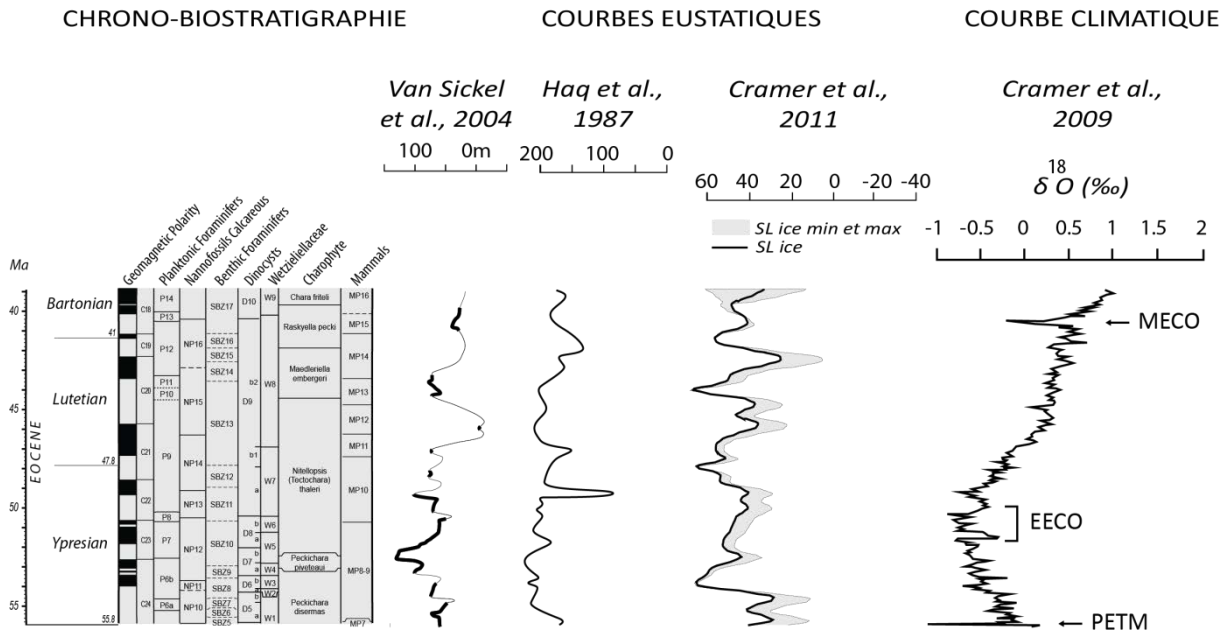 CHRONO-BIOSTRATIGRAPHIE
COURBES EUSTATIQUES
COURBE CLIMATIQUE
Van Sickel
et al., 2004
Haq et al.,
1987
Cramer et al.,
2011
Cramer et al.,
2009
100 0m
200 100 0
60 40 20 0 -20 -40
SL ice min et max
SL ice
18
δ O (‰)
-1 -0.5 0 0.5 1 1.5 2
Ma
Geomagnetic Polarity
Planktonic Foraminifers
Nannofossils Calcareous
Benthic Foraminifers
Dinocysts
Wetziellaceae
Charophyte
Mammals
EOCENE
40
45
50
55
Bartonian
41
Lutetian
47.8
Ypresian
55.8
C18
C19
C20
C21
C22
C23
C24
P14
P13
P12
P11
P10
P9
P8
P7
P6b
P6a
NP16
NP15
NP14
NP13
NP12
NP11
NP10
SBZ17
SBZ16
SBZ15
SBZ14
SBZ13
SBZ12
SBZ11
SBZ10
SBZ9
SBZ8
SBZ7
SBZ6
SBZ5
D10
b2
D9
b1
a
b
D8
a
b
D7
a
b
D6
a
b
D5
a
W9
W8
W7
W6
W5
W4
W3
W2
W1
Chara friteli
Raskyella pecki
Maedleriella
embergeri
Nitellopsis
(Tectochara)
thaleri
Peckichara
piveteaui
Peckichara
disermas
MP16
MP15
MP14
MP13
MP12
MP11
MP10
MP8-9
MP7
MECO
EECO
PETM